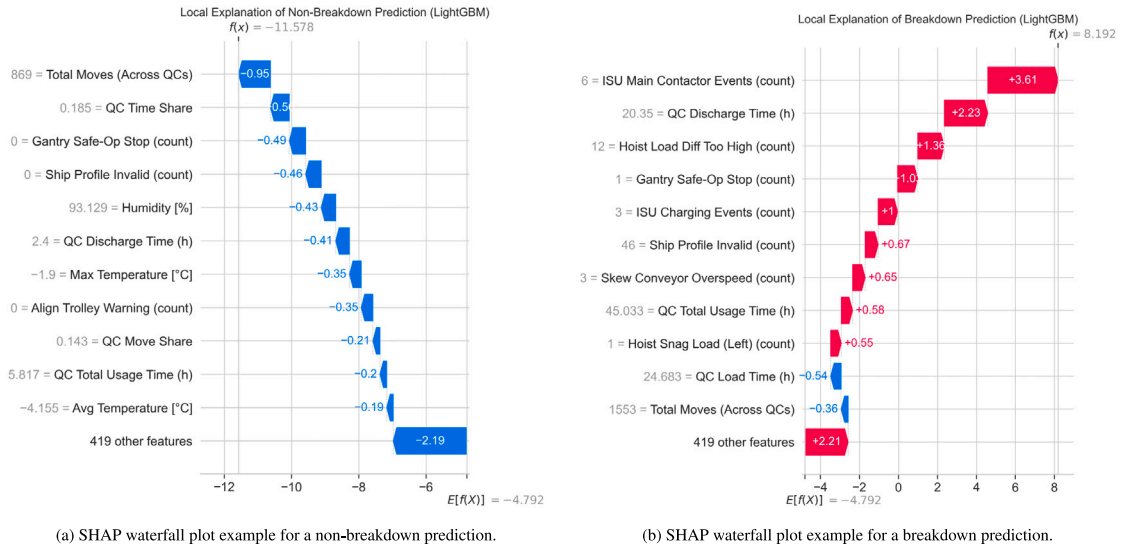 Local Explanation of Non-Breakdown Prediction (LightGBM)
f(x) = −11.578
869 = Total Moves (Across QCs)
−0.95
0.185 = QC Time Share
0 = Gantry Safe-Op Stop (count)
−0.49
0 = Ship Profile Invalid (count)
−0.46
93.129 = Humidity [%]
−0.43
2.4 = QC Discharge Time (h)
−0.41
−1.9 = Max Temperature [°C]
−0.35
0 = Align Trolley Warning (count)
−0.35
0.143 = QC Move Share
−0.21
5.817 = QC Total Usage Time (h)
−0.2
−4.155 = Avg Temperature [°C]
−0.19
419 other features
−2.19
−12 −10 −8 −6
E[f(X)] = −4.792
(a) SHAP waterfall plot example for a non-breakdown prediction.
Local Explanation of Breakdown Prediction (LightGBM)
f(x) = 8.192
6 = ISU Main Contactor Events (count)
+3.61
20.35 = QC Discharge Time (h)
+2.23
12 = Hoist Load Diff Too High (count)
+1.36
1 = Gantry Safe-Op Stop (count)
3 = ISU Charging Events (count)
+1
46 = Ship Profile Invalid (count)
+0.67
3 = Skew Conveyor Overspeed (count)
+0.65
45.033 = QC Total Usage Time (h)
+0.58
1 = Hoist Snag Load (Left) (count)
+0.55
24.683 = QC Load Time (h)
−0.54
1553 = Total Moves (Across QCs)
−0.36
419 other features
+2.21
−4 −2 0 2 4 6 8
E[f(X)] = −4.792
(b) SHAP waterfall plot example for a breakdown prediction.